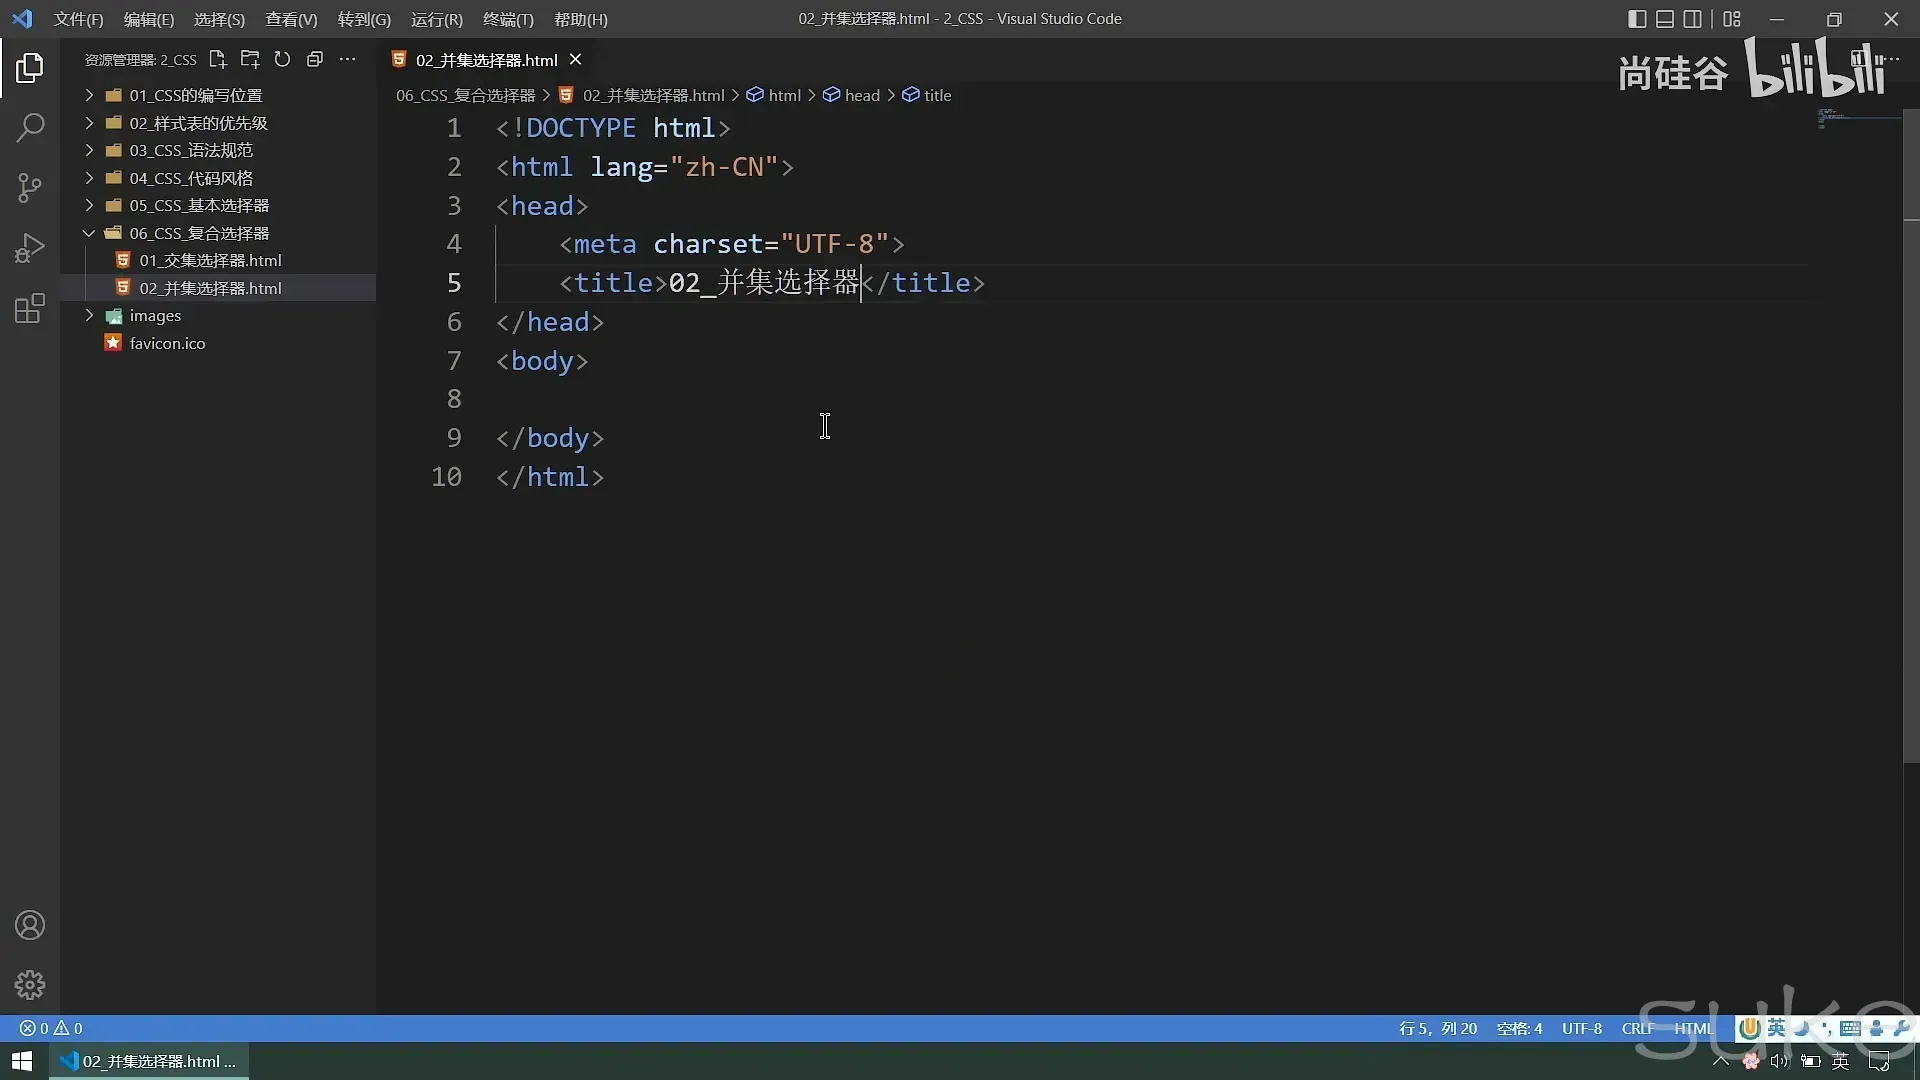 文件(F) 编辑(E) 选择(S) 查看(V) 转到(G) 运行(R) 终端(T) 帮助(H) 02_并集选择器.html - 2_CSS - Visual Studio Code
资源管理器: 2_CSS
02_并集选择器.html
尚硅谷 bilibili
01_CSS的编写位置
02_样式表的优先级
03_CSS_语法规范
04_CSS_代码风格
05_CSS_基本选择器
06_CSS_复合选择器
01_交集选择器.html
02_并集选择器.html
images
favicon.ico
06_CSS_复合选择器 > 02_并集选择器.html > html > head > title
1 <!DOCTYPE html>
2 <html lang="zh-CN">
3 <head>
4 <meta charset="UTF-8">
5 <title>02_并集选择器</title>
6 </head>
7 <body>
8
9 </body>
10 </html>
0 0
行 5，列 20 空格: 4 UTF-8 CRLF HTML 英
suke
02_并集选择器.html ...
英